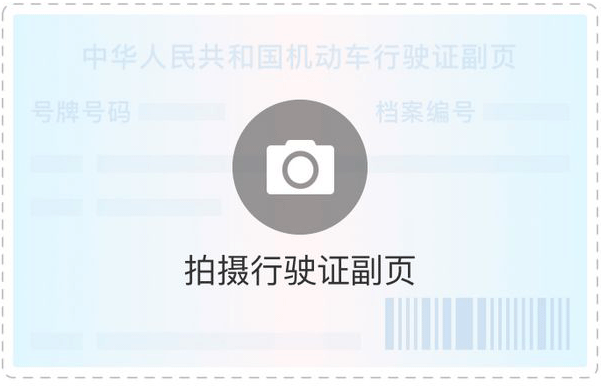 中华人民共和国机动车行驶证副页
号牌号码
档案编号
拍摄行驶证副页